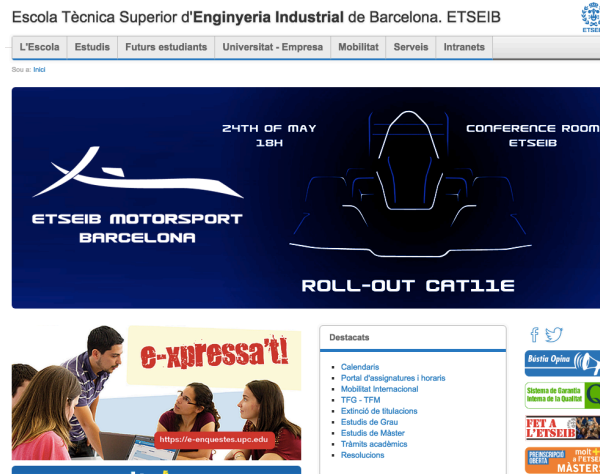 Escola Tècnica Superior d'Enginyeria Industrial de Barcelona. ETSEIB
ETSEIB
L'Escola Estudis Futurs estudiants Universitat - Empresa Mobilitat Serveis Intranets
Sou a: Inici
24TH OF MAY
18H
CONFERENCE ROOM
ETSEIB
ETSEIB MOTORSPORT
BARCELONA
ROLL-OUT CAT11E
e-xpressa't!
https://e-enquestes.upc.edu
Destacats
Calendaris
Portal d'assignatures i horaris
Mobilitat Internacional
TFG - TFM
Extinció de titulacions
Estudis de Grau
Estudis de Màster
Tràmits acadèmics
Resolucions
Bústia Opina
Sistema de Garantia
Interna de la Qualitat
FET A
L'ETSEIB
PREINSCRIPCIÓ
OBERTA
molt+
a l'ETSE
MÀSTER